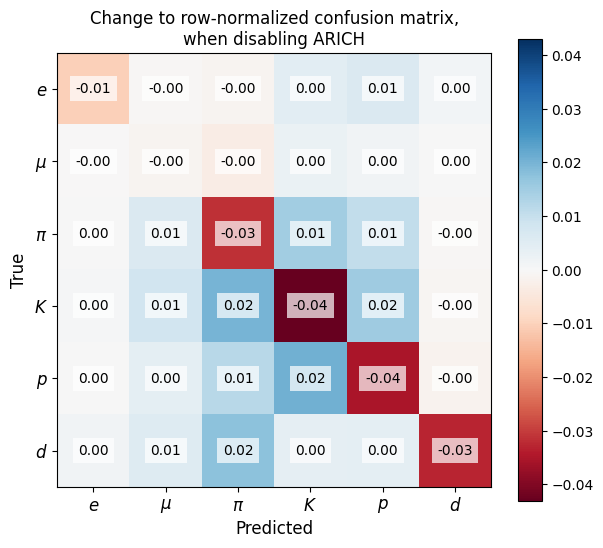 Change to row-normalized confusion matrix,
when disabling ARICH
e -0.01 -0.00 -0.00 0.00 0.01 0.00
μ -0.00 -0.00 -0.00 0.00 0.00 0.00
π 0.00 0.01 -0.03 0.01 0.01 -0.00
K 0.00 0.01 0.02 -0.04 0.02 -0.00
p 0.00 0.00 0.01 0.02 -0.04 -0.00
d 0.00 0.01 0.02 0.00 0.00 -0.03
e μ π K p d
Predicted
True
0.04
0.03
0.02
0.01
0.00
−0.01
−0.02
−0.03
−0.04